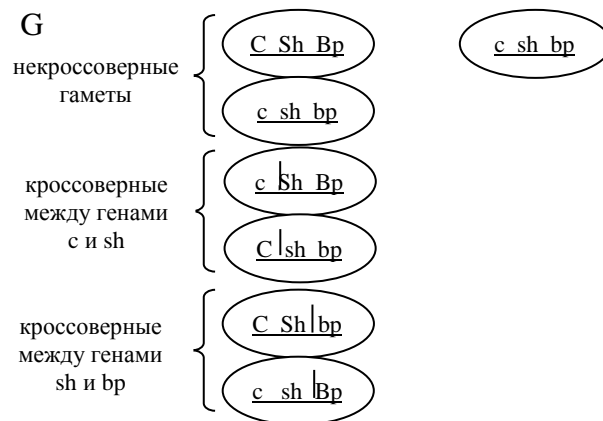 G
некроссоверные
гаметы
C Sh Bp
c sh bp
c sh bp
кроссоверные
между генами
c и sh
c Sh Bp
C sh bp
кроссоверные
между генами
sh и bp
C Sh bp
c sh Bp